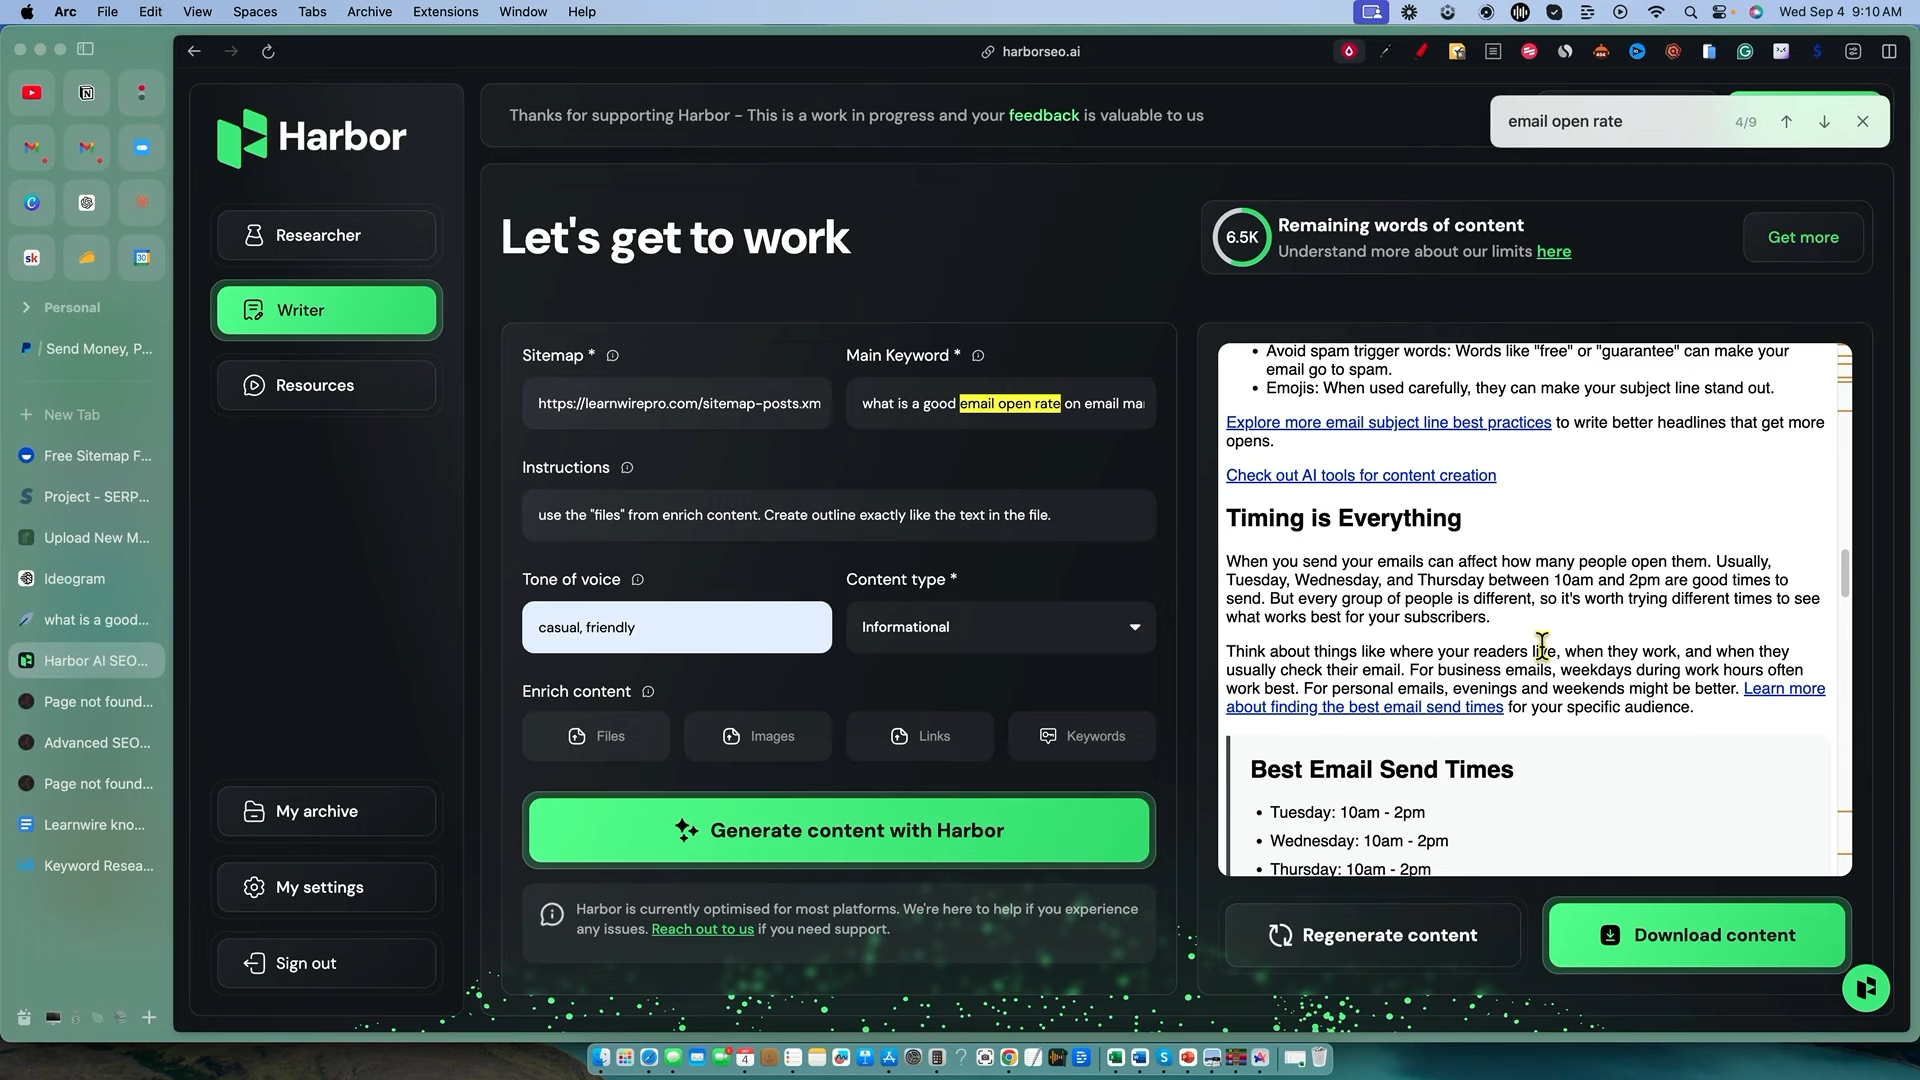 Arc File Edit View Spaces Tabs Archive Extensions Window Help
Wed Sep 4 9:10 AM
harborseo.ai
sk
30
Personal
/ Send Money, P...
New Tab
Free Sitemap F...
Project - SERP...
Upload New M...
Ideogram
what is a good...
Harbor AI SEO...
Page not found...
Advanced SEO...
Page not found...
Learnwire kno...
Keyword Resea...
Harbor
Researcher
Writer
Resources
My archive
My settings
Sign out
Thanks for supporting Harbor - This is a work in progress and your feedback is valuable to us
email open rate 4/9
Let's get to work
6.5K
Remaining words of content
Understand more about our limits here
Get more
Sitemap *
Main Keyword *
https://learnwirepro.com/sitemap-posts.xm
what is a good email open rate on email mai
Instructions
use the "files" from enrich content. Create outline exactly like the text in the file.
Tone of voice
Content type *
casual, friendly
Informational
Enrich content
Files
Images
Links
Keywords
Generate content with Harbor
Harbor is currently optimised for most platforms. We're here to help if you experience
any issues. Reach out to us if you need support.
• Avoid spam trigger words: Words like "free" or "guarantee" can make your
email go to spam.
• Emojis: When used carefully, they can make your subject line stand out.
Explore more email subject line best practices to write better headlines that get more
opens.
Check out AI tools for content creation
Timing is Everything
When you send your emails can affect how many people open them. Usually,
Tuesday, Wednesday, and Thursday between 10am and 2pm are good times to
send. But every group of people is different, so it's worth trying different times to see
what works best for your subscribers.
Think about things like where your readers live, when they work, and when they
usually check their email. For business emails, weekdays during work hours often
work best. For personal emails, evenings and weekends might be better. Learn more
about finding the best email send times for your specific audience.
Best Email Send Times
• Tuesday: 10am - 2pm
• Wednesday: 10am - 2pm
• Thursday: 10am - 2pm
Regenerate content
Download content